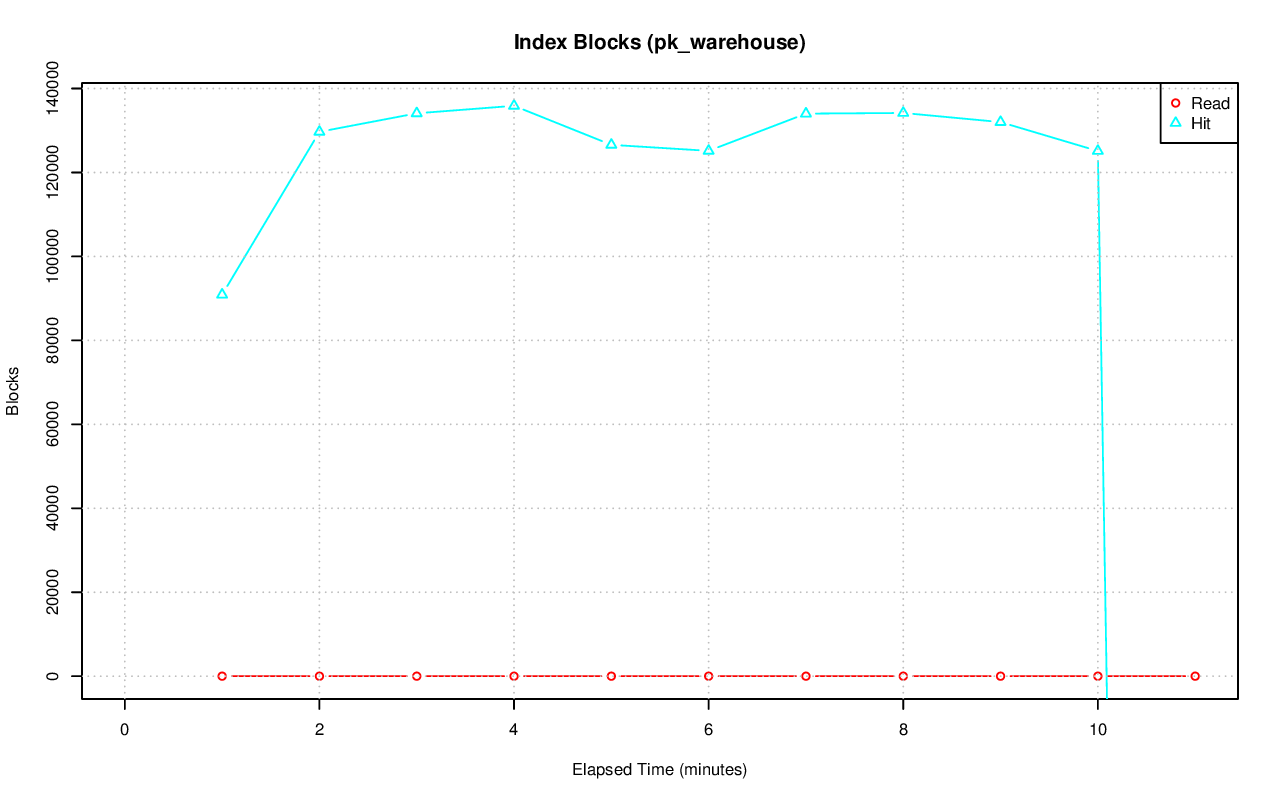 Index Blocks (pk_warehouse)
Read
Hit
Blocks
140000
120000
100000
80000
60000
40000
20000
0
0 2 4 6 8 10
Elapsed Time (minutes)